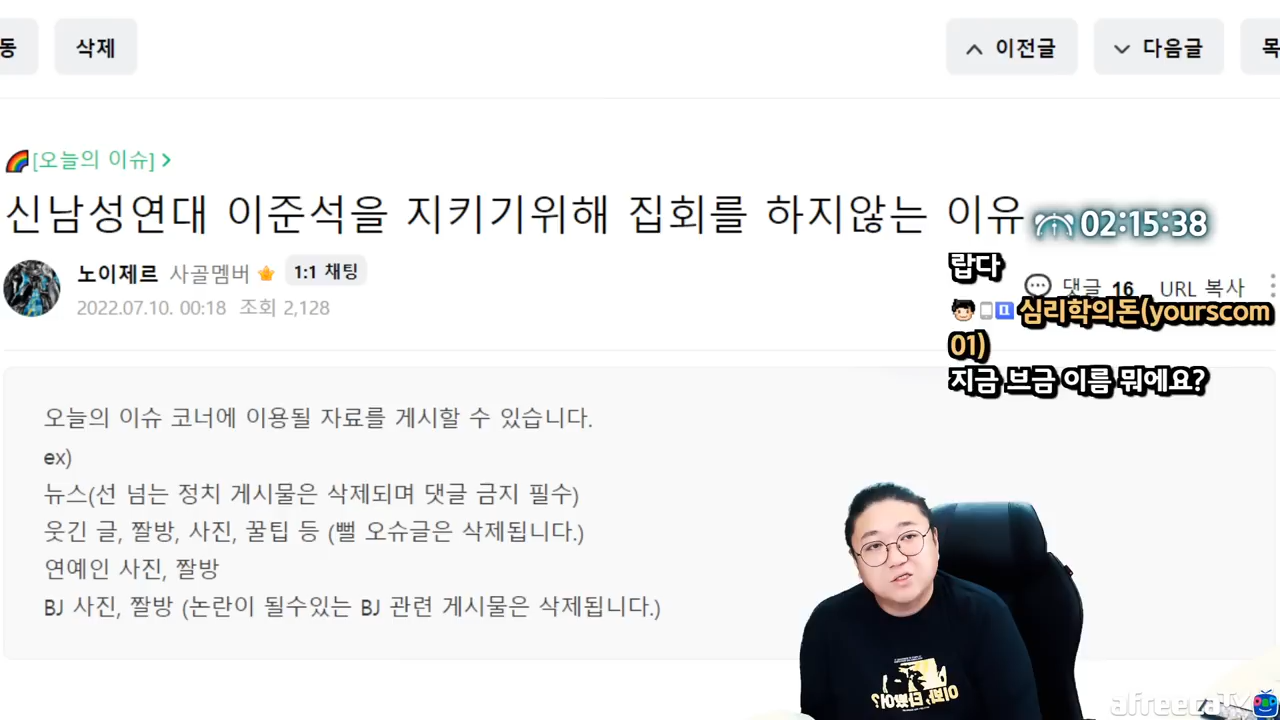 동
삭제
이전글
다음글
[오늘의 이슈]
신남성연대 이준석을 지키기위해 집회를 하지않는 이유
02:15:38
노이제르 사골멤버
1:1 채팅
2022.07.10. 00:18 조회 2,128
댓글 16
URL 복사
랍다
심리학의돈(yourscom
01)
지금 브금 이름 뭐에요?
오늘의 이슈 코너에 이용될 자료를 게시할 수 있습니다.
ex)
뉴스(선 넘는 정치 게시물은 삭제되며 댓글 금지 필수)
웃긴 글, 짤방, 사진, 꿀팁 등 (뻘 오슈글은 삭제됩니다.)
연예인 사진, 짤방
BJ 사진, 짤방 (논란이 될수있는 BJ 관련 게시물은 삭제됩니다.)
afreecaTV